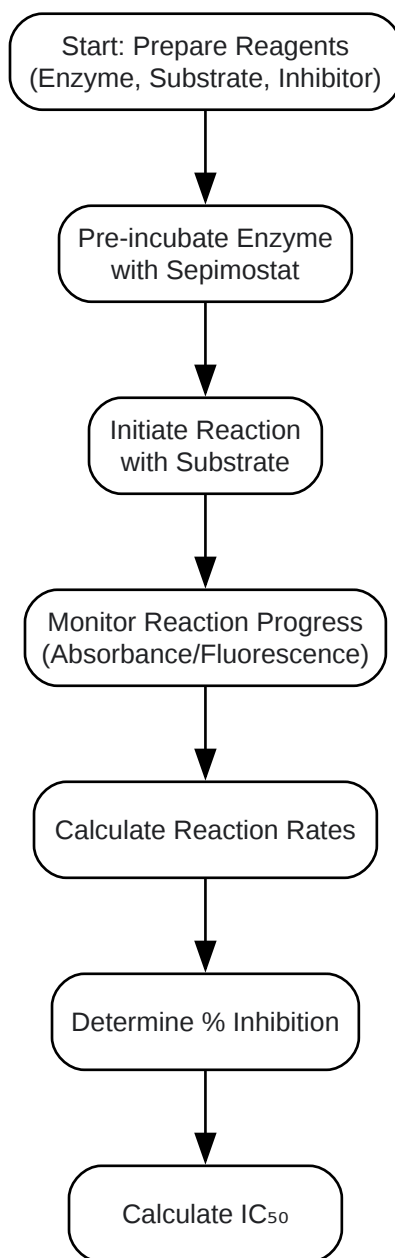 Start: Prepare Reagents
(Enzyme, Substrate, Inhibitor)
Pre-incubate Enzyme
with Sepimostat
Initiate Reaction
with Substrate
Monitor Reaction Progress
(Absorbance/Fluorescence)
Calculate Reaction Rates
Determine % Inhibition
Calculate IC₅₀